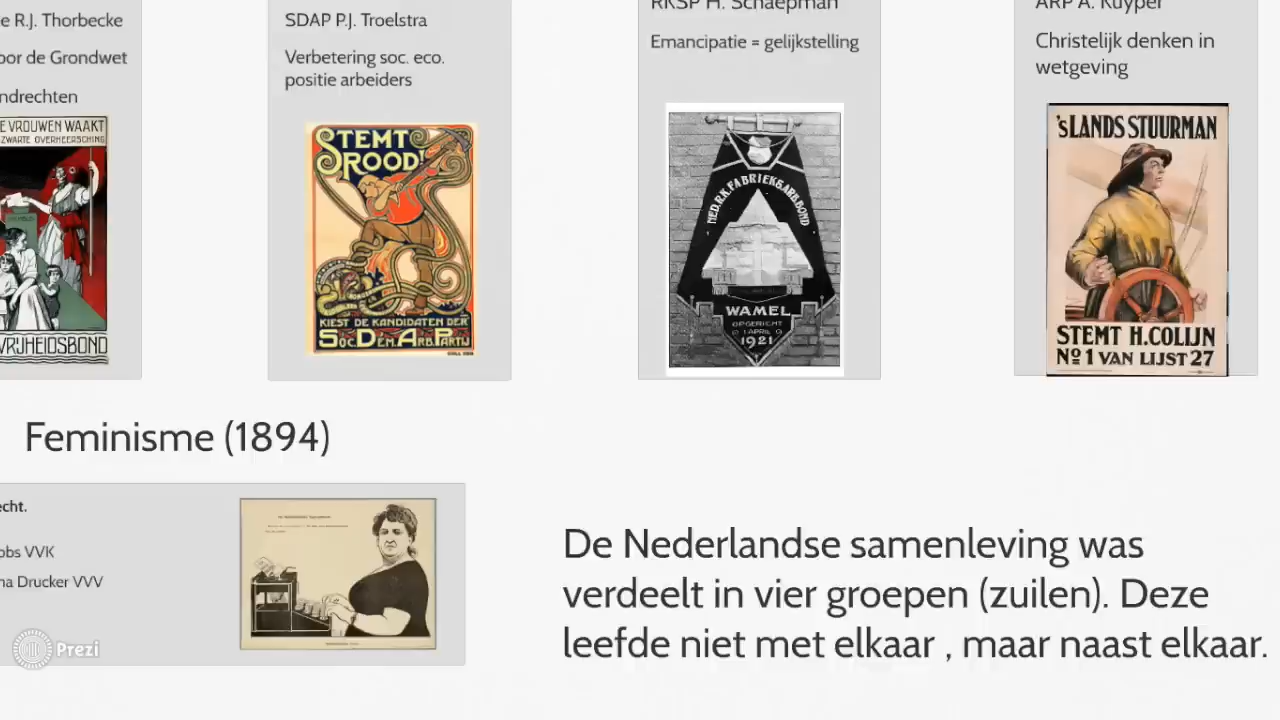 e R.J. Thorbecke
oor de Grondwet
ndrechten
E VROUWEN WAAKT
ZWARTE OVERHEERSCHING
VRIJHEIDSBOND
SDAP P.J. Troelstra
Verbetering soc. eco.
positie arbeiders
STEMT
ROOD!
KIEST DE KANDIDATEN DER
SOC. DEM. ARB. PARTIJ
RKSP H. Schaepman
Emancipatie = gelijkstelling
NED. R.K. FABRIEKSARB. BOND
WAMEL
OPGERICHT
1 APRIL
1921
ARP A. Kuyper
Christelijk denken in
wetgeving
'sLANDS STUURMAN
STEMT H. COLIJN
No 1 VAN LIJST 27
Feminisme (1894)
echt.
obs VVK
na Drucker VVV
Prezi
De Nederlandse samenleving was
verdeelt in vier groepen (zuilen). Deze
leefde niet met elkaar , maar naast elkaar.